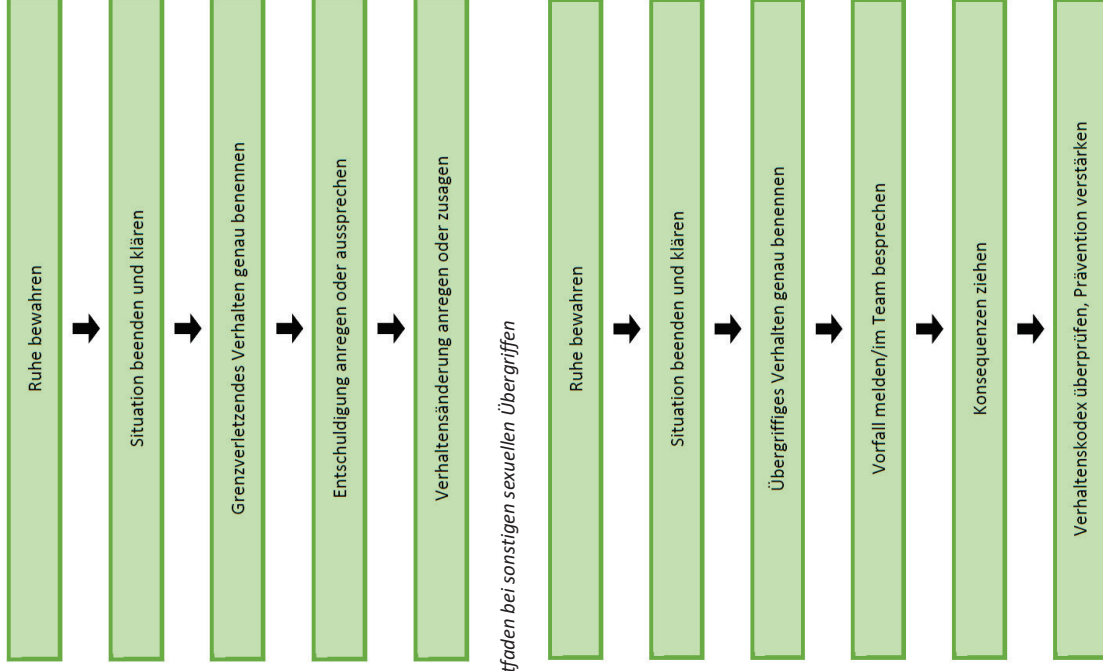 Ruhe bewahren
Situation beenden und klären
Grenzverletzendes Verhalten genau benennen
Entschuldigung anregen oder aussprechen
Verhaltensänderung anregen oder zusagen
tfaden bei sonstigen sexuellen Übergriffen
Ruhe bewahren
Situation beenden und klären
Übergriffiges Verhalten genau benennen
Vorfall melden/im Team besprechen
Konsequenzen ziehen
Verhaltenskodex überprüfen, Prävention verstärken